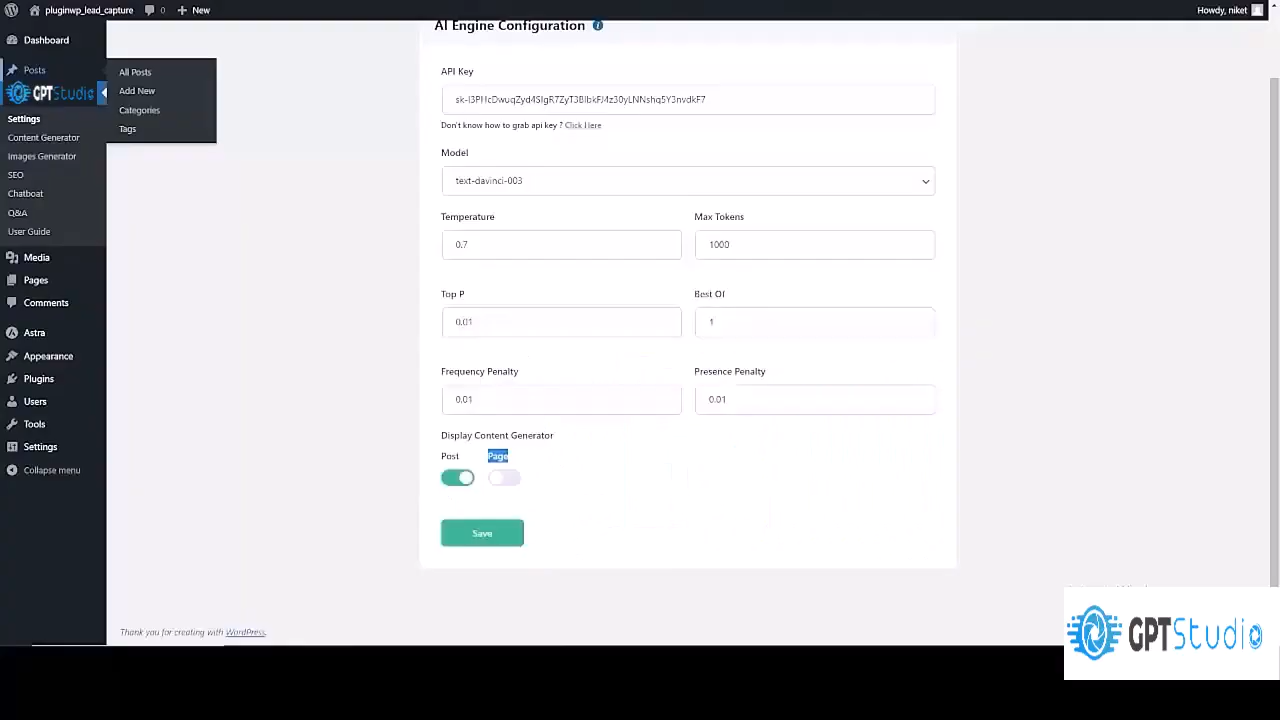 pluginwp_lead_capture
0
New
Howdy, niket
Dashboard
Posts
GPTStudio
Settings
Content Generator
Images Generator
SEO
Chatboat
Q&A
User Guide
Media
Pages
Comments
Astra
Appearance
Plugins
Users
Tools
Settings
Collapse menu
All Posts
Add New
Categories
Tags
AI Engine Configuration
API Key
Don't know how to grab api key ? Click Here
Model
text-davinci-003
Temperature
Max Tokens
0.7
1000
Top P
Best Of
0.01
1
Frequency Penalty
Presence Penalty
0.01
0.01
Display Content Generator
Post
Page
Save
Thank you for creating with WordPress.
GPTStudio